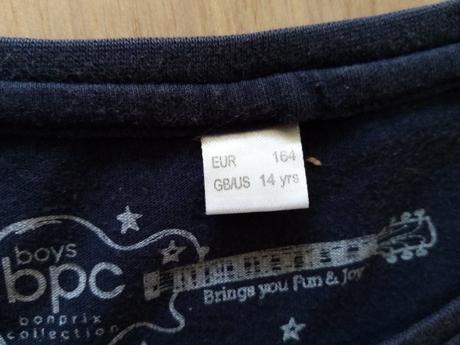 EUR 164
GB/US 14 yrs
boys
bpc
bonprix
collection
Brings you Fun & Joy